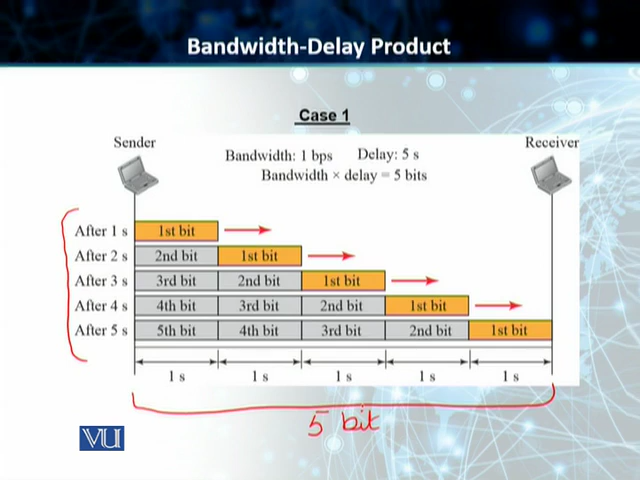 Bandwidth-Delay Product
Case 1
Sender
Receiver
Bandwidth: 1 bps Delay: 5 s
Bandwidth × delay = 5 bits
After 1 s 1st bit
After 2 s 2nd bit 1st bit
After 3 s 3rd bit 2nd bit 1st bit
After 4 s 4th bit 3rd bit 2nd bit 1st bit
After 5 s 5th bit 4th bit 3rd bit 2nd bit 1st bit
1 s 1 s 1 s 1 s 1 s
5 bit
VU